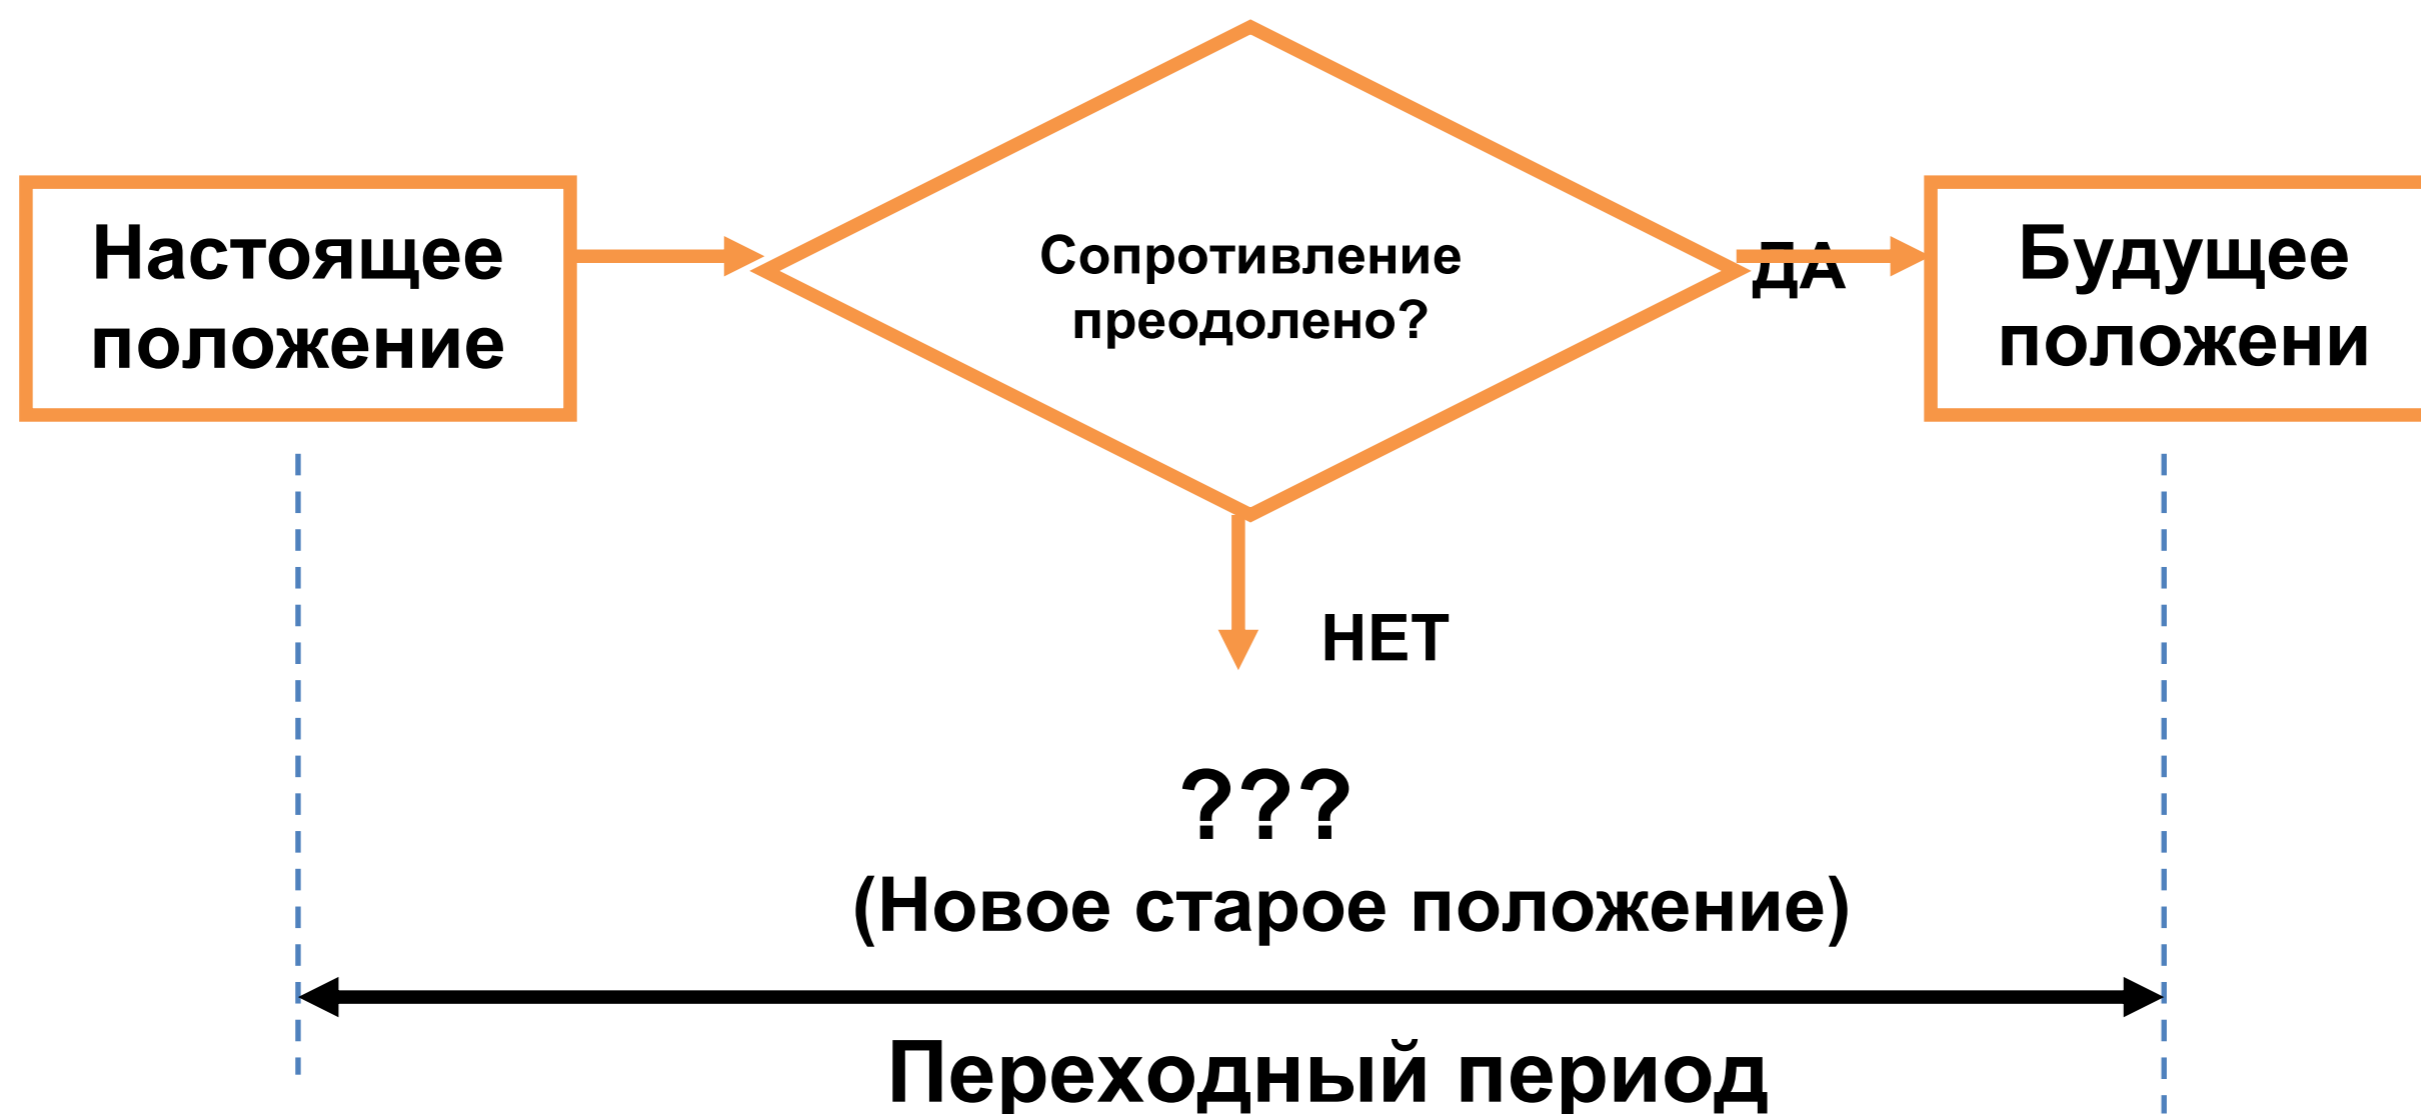 Настоящее
положение
Сопротивление
преодолено?
ДА
Будущее
положени
НЕТ
???
(Новое старое положение)
Переходный период